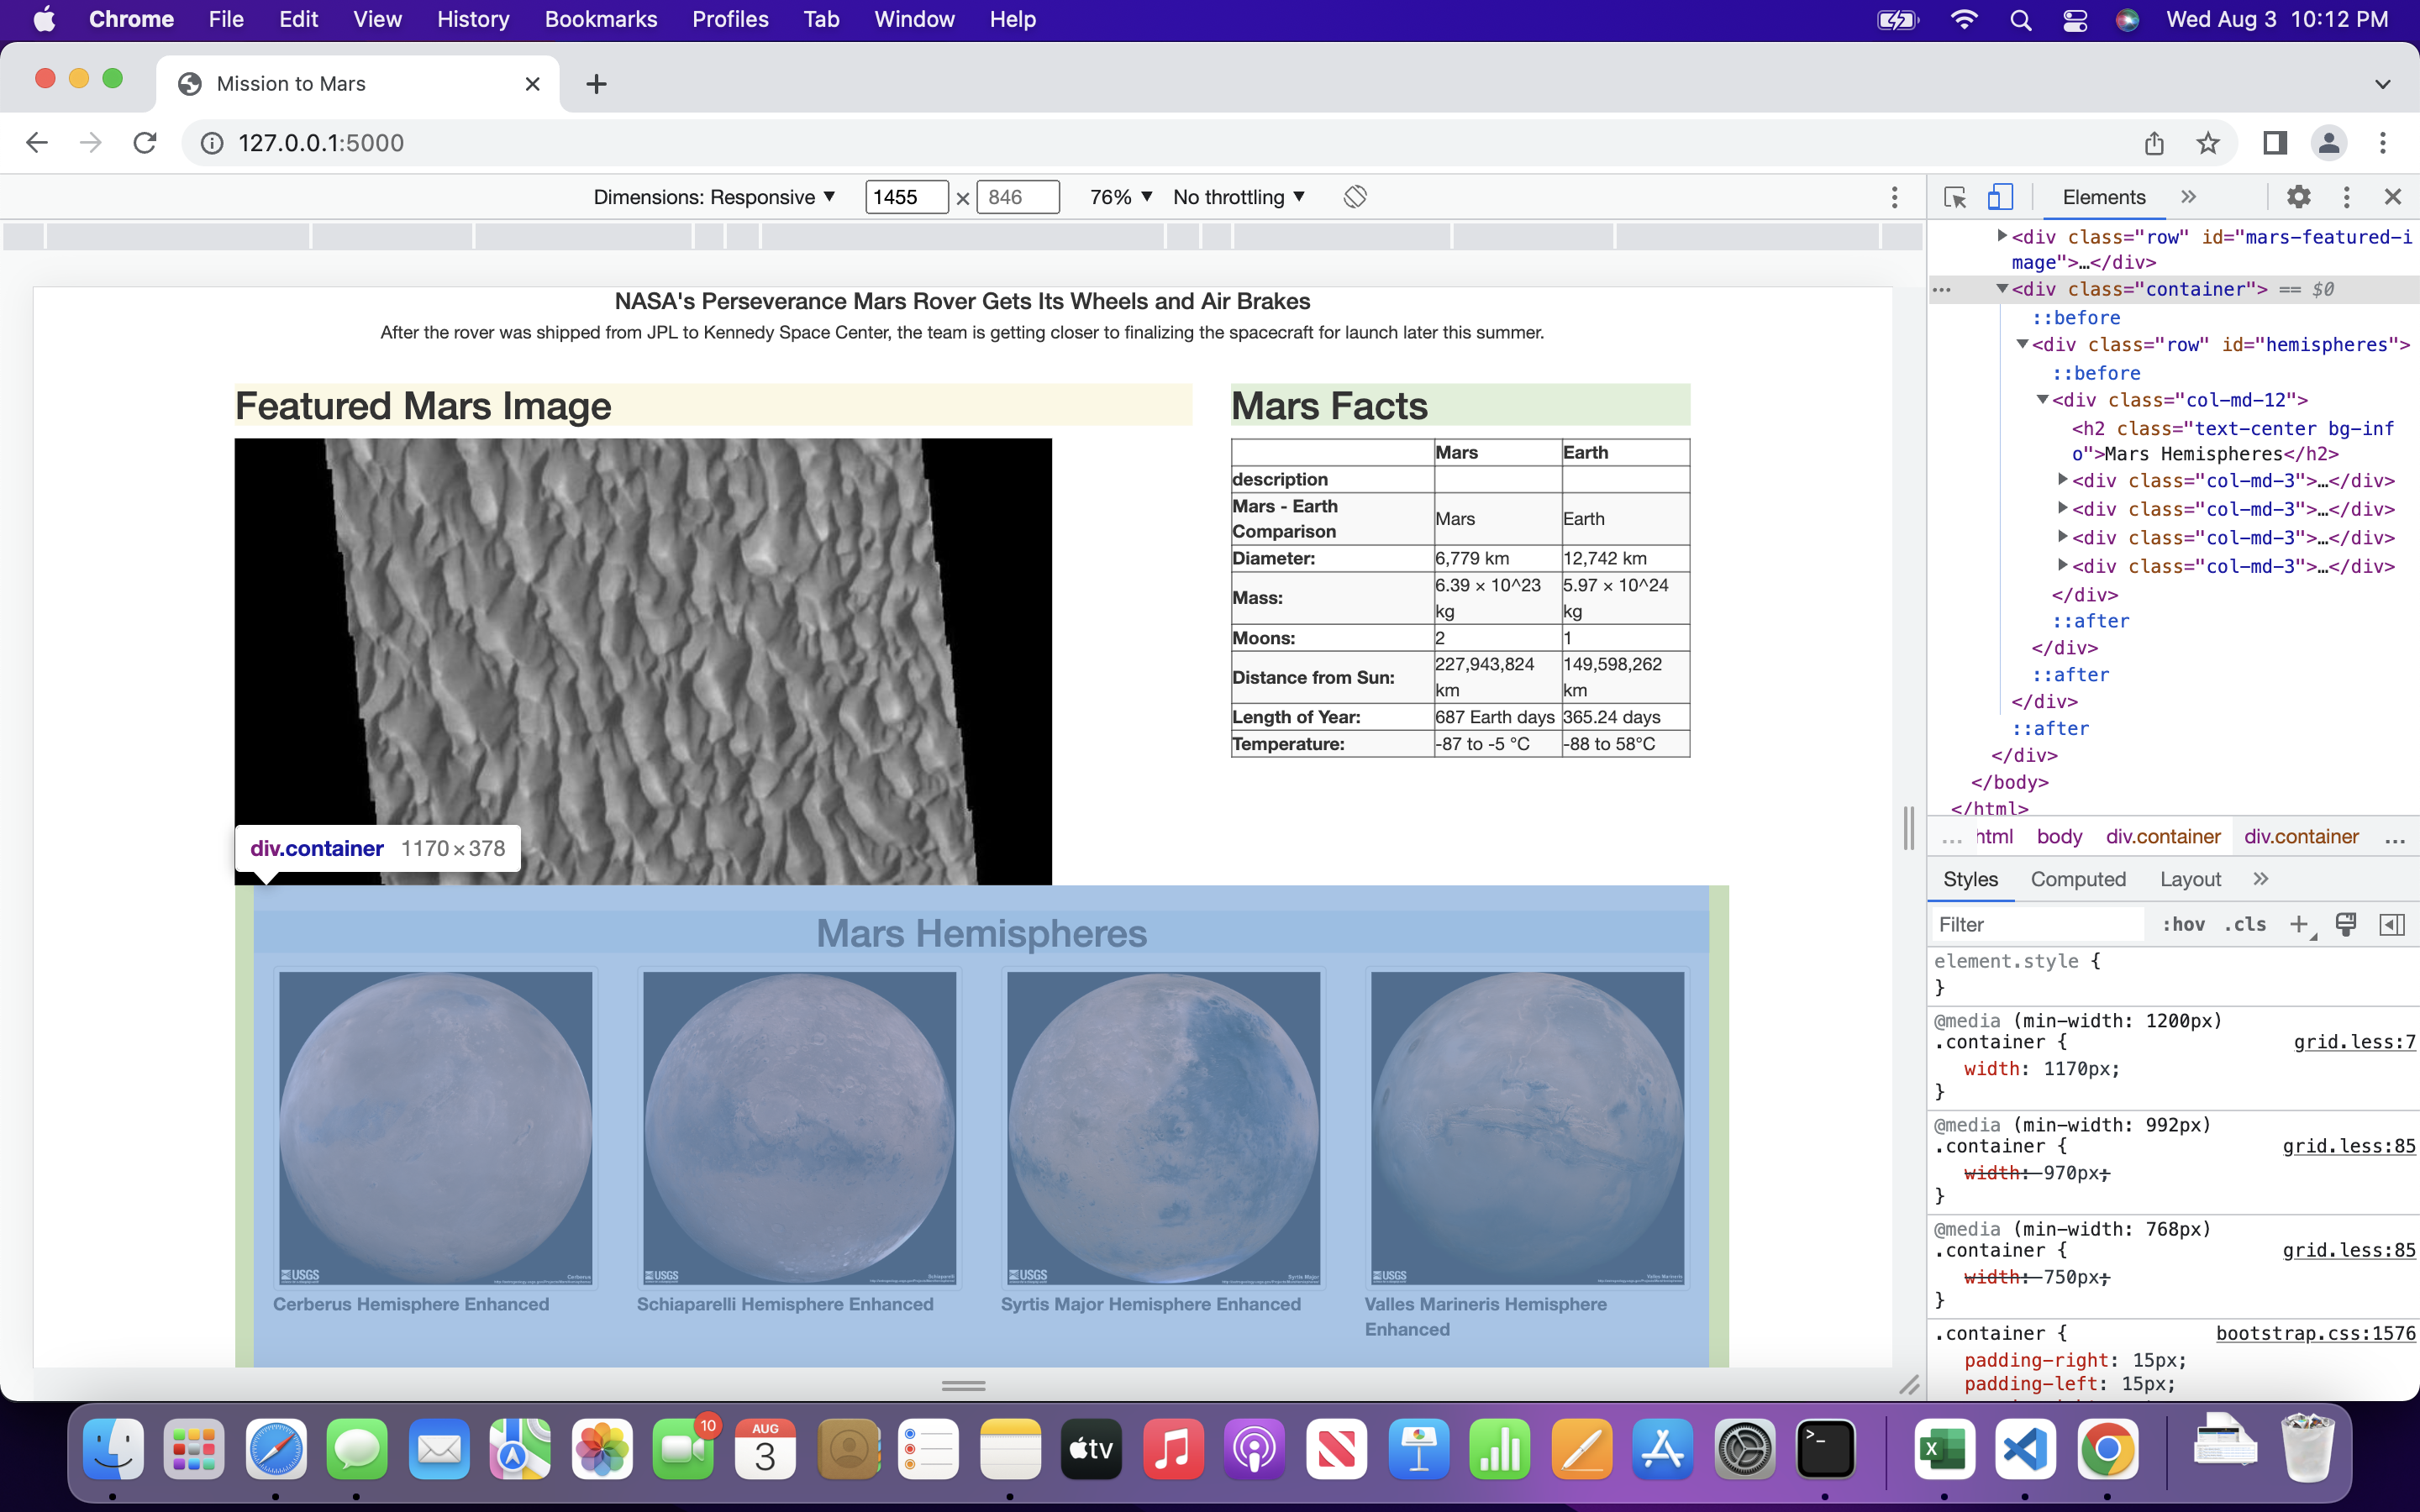 Chrome File Edit View History Bookmarks Profiles Tab Window Help Wed Aug 3 10:12 PM
Mission to Mars
127.0.0.1:5000
Dimensions: Responsive 1455 × 846 76% No throttling
Elements
NASA's Perseverance Mars Rover Gets Its Wheels and Air Brakes
After the rover was shipped from JPL to Kennedy Space Center, the team is getting closer to finalizing the spacecraft for launch later this summer.
Featured Mars Image
Mars Facts
Mars Earth
description
Mars - Earth Comparison Mars Earth
Diameter: 6,779 km 12,742 km
Mass: 6.39 × 10^23 kg 5.97 × 10^24 kg
Moons: 2 1
Distance from Sun: 227,943,824 km 149,598,262 km
Length of Year: 687 Earth days 365.24 days
Temperature: -87 to -5 °C -88 to 58°C
div.container 1170×378
Mars Hemispheres
USGS USGS USGS USGS
Cerberus Hemisphere Enhanced
Schiaparelli Hemisphere Enhanced
Syrtis Major Hemisphere Enhanced
Valles Marineris Hemisphere
Enhanced
<div class="row" id="mars-featured-i
mage">…</div>
<div class="container"> == $0
::before
<div class="row" id="hemispheres">
::before
<div class="col-md-12">
<h2 class="text-center bg-inf
o">Mars Hemispheres</h2>
<div class="col-md-3">…</div>
<div class="col-md-3">…</div>
<div class="col-md-3">…</div>
<div class="col-md-3">…</div>
</div>
::after
</div>
::after
</div>
::after
</div>
</body>
</html>
… html body div.container div.container …
Styles Computed Layout
Filter :hov .cls
element.style {
}
@media (min-width: 1200px)
.container { grid.less:7
width: 1170px;
}
@media (min-width: 992px)
.container { grid.less:85
width: 970px;
}
@media (min-width: 768px)
.container { grid.less:85
width: 750px;
}
.container { bootstrap.css:1576
padding-right: 15px;
padding-left: 15px;
10
AUG
3
tv